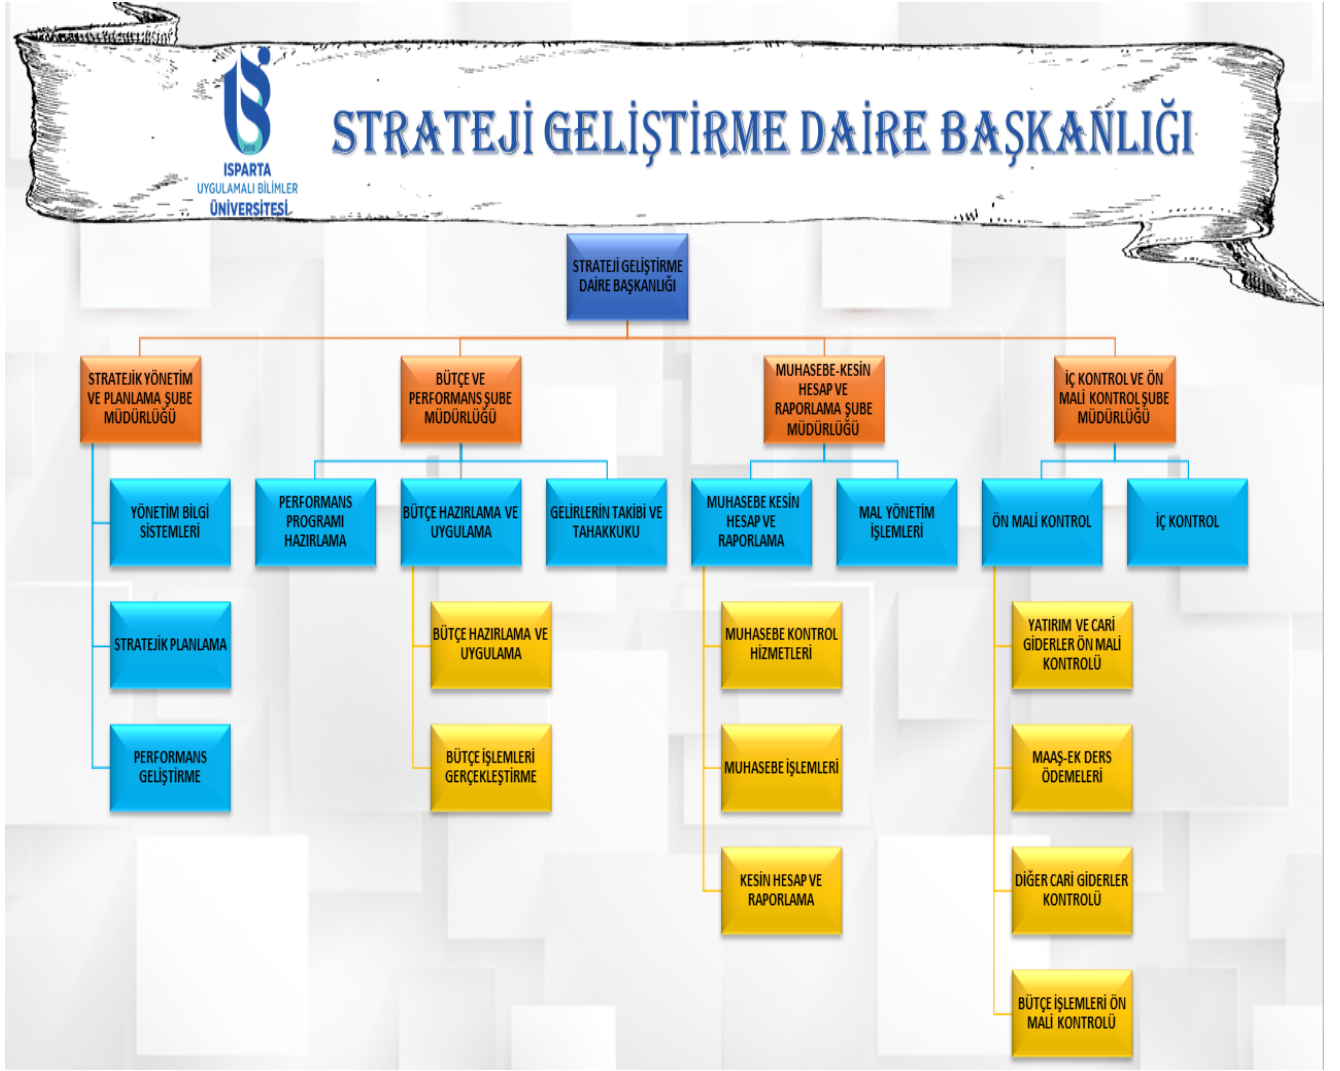 STRATEJİ GELİŞTİRME DAİRE BAŞKANLIĞI
2018
ISPARTA
UYGULAMALI BİLİMLER
ÜNİVERSİTESİ
STRATEJİ GELİŞTİRME
DAİRE BAŞKANLIĞI
STRATEJİK YÖNETİM
VE PLANLAMA ŞUBE
MÜDÜRLÜĞÜ
BÜTÇE VE
PERFORMANS ŞUBE
MÜDÜRLÜĞÜ
MUHASEBE-KESİN
HESAP VE
RAPORLAMA ŞUBE
MÜDÜRLÜĞÜ
İÇ KONTROL VE ÖN
MALİ KONTROL ŞUBE
MÜDÜRLÜĞÜ
YÖNETİM BİLGİ
SİSTEMLERİ
PERFORMANS
PROGRAMI
HAZIRLAMA
BÜTÇE HAZIRLAMA VE
UYGULAMA
GELİRLERİN TAKİBİ VE
TAHAKKUKU
MUHASEBE KESİN
HESAP VE
RAPORLAMA
MAL YÖNETİM
İŞLEMLERİ
ÖN MALİ KONTROL
İÇ KONTROL
STRATEJİK PLANLAMA
BÜTÇE HAZIRLAMA VE
UYGULAMA
MUHASEBE KONTROL
HİZMETLERİ
YATIRIM VE CARİ
GİDERLER ÖN MALİ
KONTROLÜ
PERFORMANS
GELİŞTİRME
BÜTÇE İŞLEMLERİ
GERÇEKLEŞTİRME
MUHASEBE İŞLEMLERİ
MAAŞ-EK DERS
ÖDEMELERİ
KESİN HESAP VE
RAPORLAMA
DİĞER CARİ GİDERLER
KONTROLÜ
BÜTÇE İŞLEMLERİ ÖN
MALİ KONTROLÜ